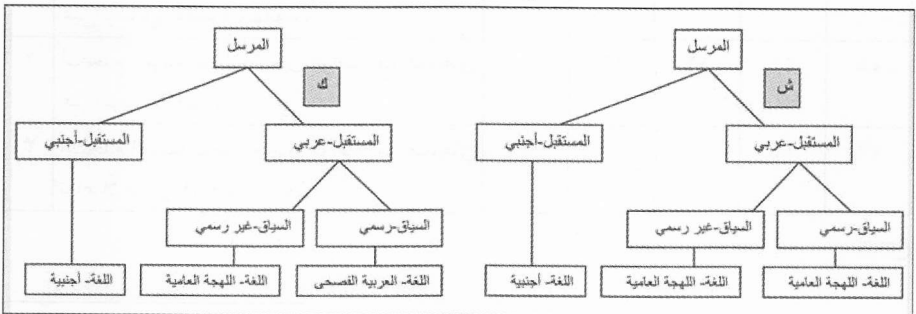 المرسل
ش
المستقبل-عربي
المستقبل-أجنبي
السياق-رسمي
السياق-غير رسمي
اللغة- اللهجة العامية
اللغة- اللهجة العامية
اللغة- أجنبية
المرسل
ك
المستقبل-عربي
المستقبل-أجنبي
السياق-رسمي
السياق-غير رسمي
اللغة- العربية الفصحى
اللغة- اللهجة العامية
اللغة- أجنبية